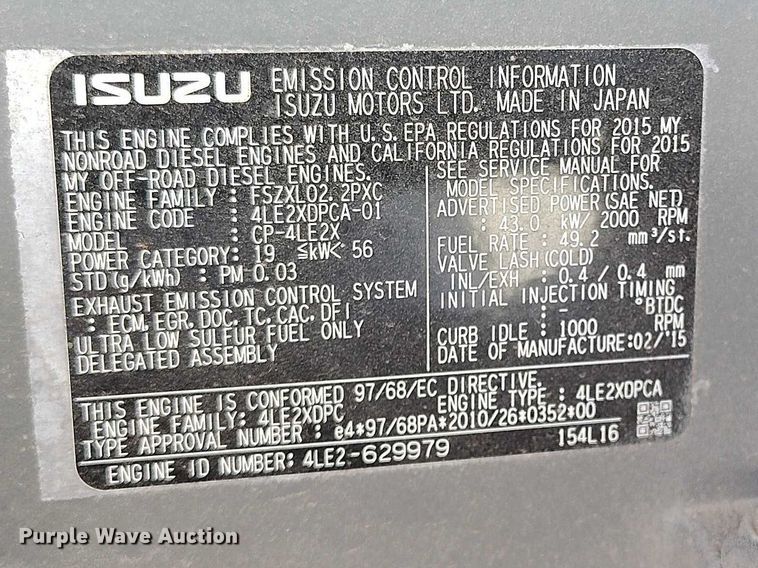 ISUZU EMISSION CONTROL INFORMATION
ISUZU MOTORS LTD. MADE IN JAPAN
THIS ENGINE COMPLIES WITH U.S.EPA REGULATIONS FOR 2015 MY
NONROAD DIESEL ENGINES AND CALIFORNIA REGULATIONS FOR 2015
MY OFF-ROAD DIESEL ENGINES.
ENGINE FAMILY : FSZXL02.2PXC
ENGINE CODE : 4LE2XDPCA-01
MODEL : CP-4LE2X
POWER CATEGORY: 19 ≦kW< 56
STD (g/kWh) : PM 0.03
EXHAUST EMISSION CONTROL SYSTEM
: ECM, EGR, DOC, TC, CAC, DFI
ULTRA LOW SULFUR FUEL ONLY
DELEGATED ASSEMBLY
SEE SERVICE MANUAL FOR
MODEL SPECIFICATIONS.
ADVERTISED POWER(SAE NET)
: 43.0 kW/ 2000 RPM
FUEL RATE : 49.2 mm³/st.
VALVE LASH(COLD)
INL/EXH : 0.4 / 0.4 mm
INITIAL INJECTION TIMING
: - °BTDC
CURB IDLE : 1000 RPM
DATE OF MANUFACTURE:02/'15
THIS ENGINE IS CONFORMED 97/68/EC DIRECTIVE.
ENGINE FAMILY: 4LE2XDPC ENGINE TYPE: 4LE2XDPCA
TYPE APPROVAL NUMBER : e4*97/68PA*2010/26*0352*00
ENGINE ID NUMBER: 4LE2-629979 154L16
Purple Wave Auction